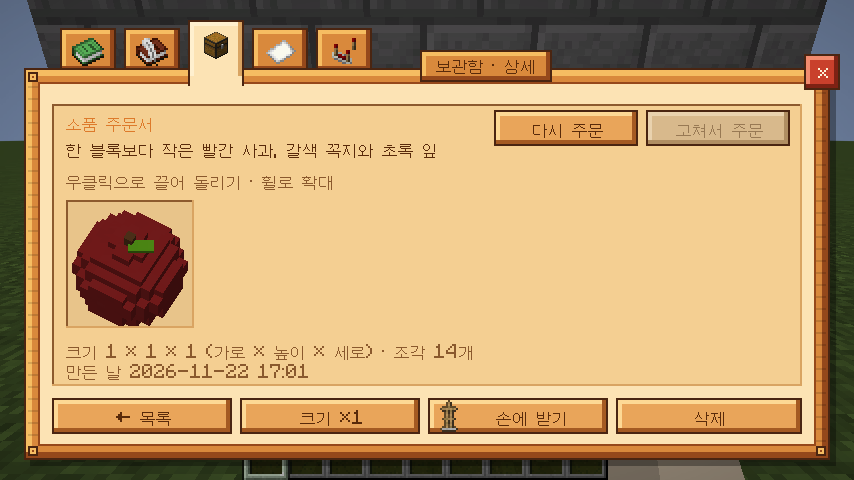 보관함 · 상세
x
소품 주문서
다시 주문
고쳐서 주문
한 블록보다 작은 빨간 사과, 갈색 꼭지와 초록 잎
우클릭으로 끌어 돌리기 · 휠로 확대
크기 1 × 1 × 1 (가로 × 높이 × 세로) · 조각 14개
만든 날 2026-11-22 17:01
← 목록
크기 ×1
손에 받기
삭제